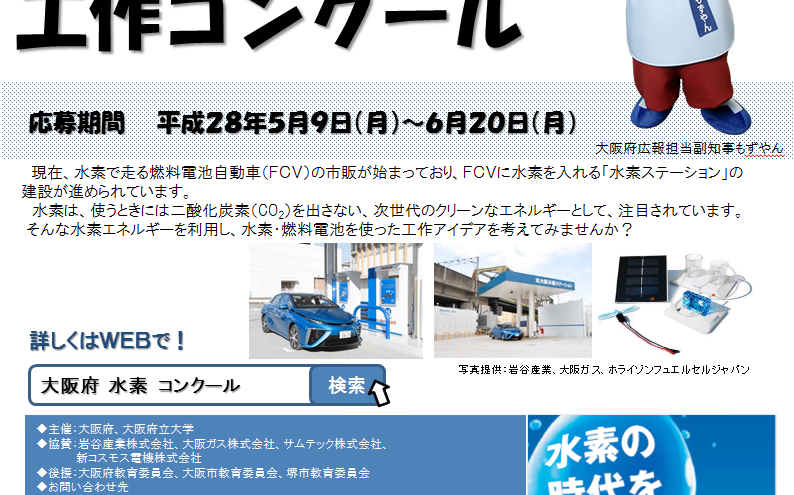 工作コンクール
もずやん
応募期間 平成28年5月9日(月)～6月20日(月)
大阪府広報担当副知事もずやん
現在、水素で走る燃料電池自動車(FCV)の市販が始まっており、FCVに水素を入れる「水素ステーション」の
建設が進められています。
水素は、使うときには二酸化炭素(CO₂)を出さない、次世代のクリーンなエネルギーとして、注目されています。
そんな水素エネルギーを利用し、水素・燃料電池を使った工作アイデアを考えてみませんか？
北大阪水素ステーション
写真提供：岩谷産業、大阪ガス、ホライゾンフュエルセルジャパン
詳しくはWEBで！
大阪府 水素 コンクール 検索
◆主催：大阪府、大阪府立大学
◆協賛：岩谷産業株式会社、大阪ガス株式会社、サムテック株式会社、
新コスモス電機株式会社
◆後援：大阪府教育委員会、大阪市教育委員会、堺市教育委員会
◆お問い合わせ先
水素の
時代を